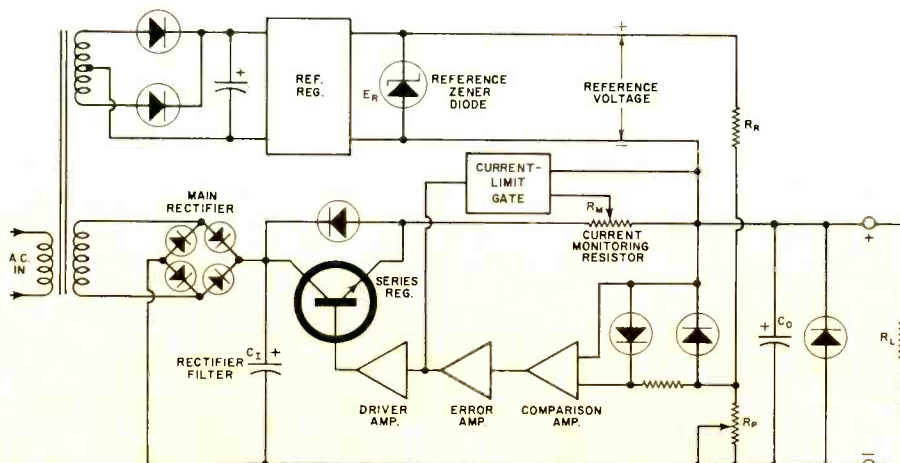 +
+
REF.
REG.
E_R
REFERENCE
ZENER
DIODE
REFERENCE
VOLTAGE
−
R_R
CURRENT-
LIMIT
GATE
MAIN
RECTIFIER
R_M
CURRENT
MONITORING
RESISTOR
+
A.C.
IN
SERIES
REG.
C_I
+
RECTIFIER
FILTER
+
C_O
R_L
DRIVER
AMP.
ERROR
AMP.
COMPARISON
AMP.
R_P
−